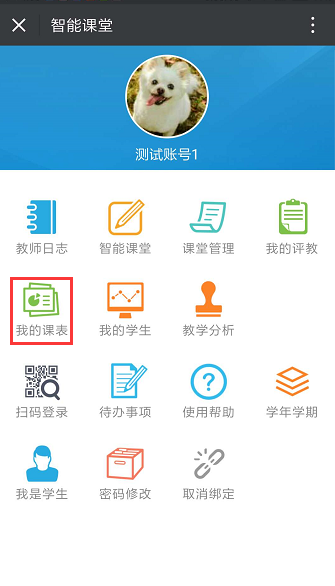 智能课堂
测试账号1
教师日志 智能课堂 课堂管理 我的评教
我的课表 我的学生 教学分析
扫码登录 待办事项 使用帮助 学年学期
我是学生 密码修改 取消绑定